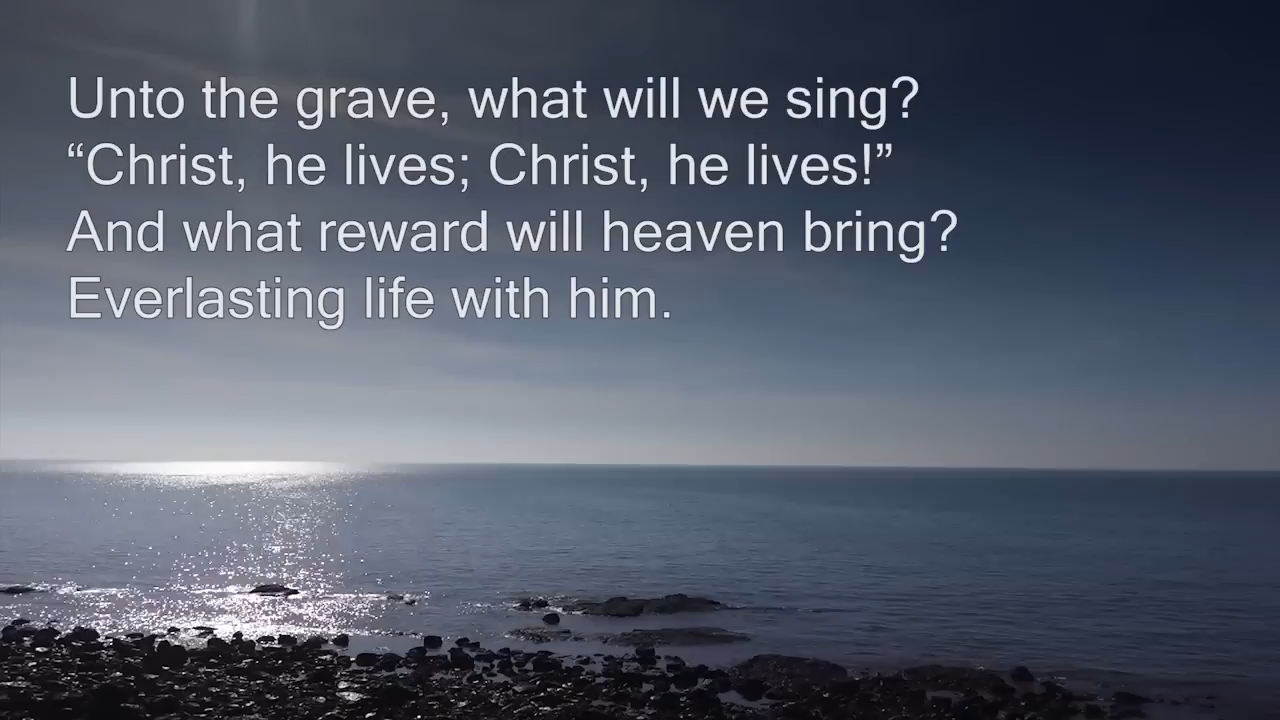 Unto the grave, what will we sing?
“Christ, he lives; Christ, he lives!”
And what reward will heaven bring?
Everlasting life with him.